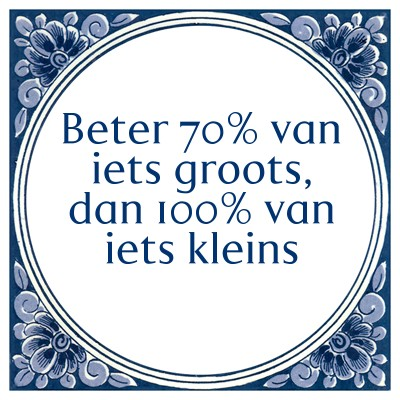 Beter 70% van
iets groots,
dan 100% van
iets kleins